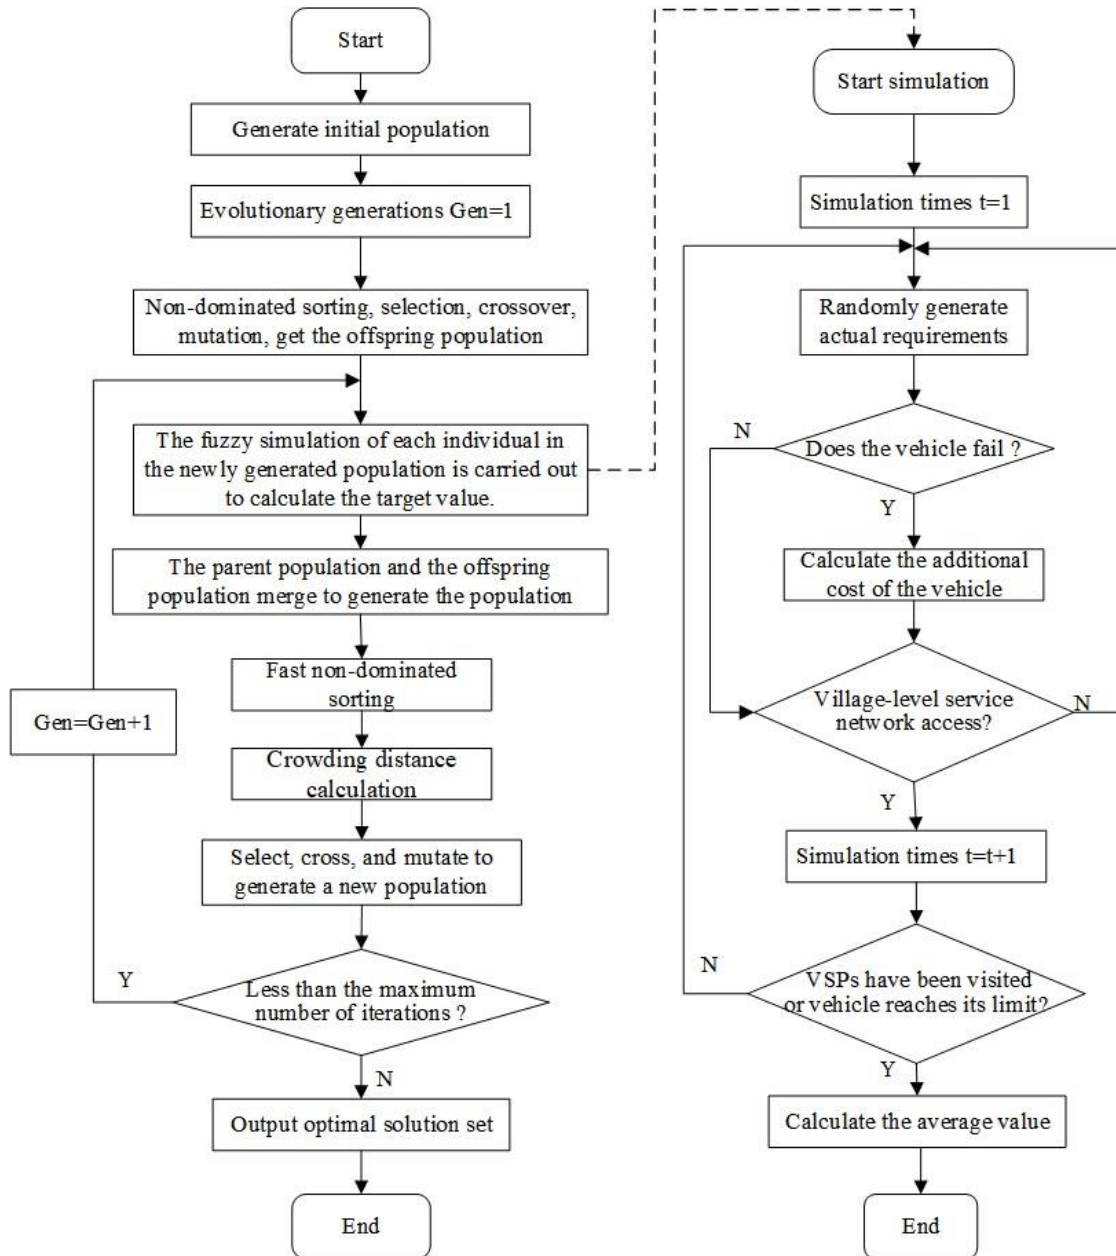 Start
Generate initial population
Evolutionary generations Gen=1
Non-dominated sorting, selection, crossover,
mutation, get the offspring population
The fuzzy simulation of each individual in
the newly generated population is carried out
to calculate the target value.
The parent population and the offspring
population merge to generate the population
Fast non-dominated
sorting
Gen=Gen+1
Crowding distance
calculation
Select, cross, and mutate to
generate a new population
Y
Less than the maximum
number of iterations ?
N
Output optimal solution set
End
Start simulation
Simulation times t=1
Randomly generate
actual requirements
N
Does the vehicle fail ?
Y
Calculate the additional
cost of the vehicle
Village-level service
network access?
N
Y
Simulation times t=t+1
N
VSPs have been visited
or vehicle reaches its limit?
Y
Calculate the average value
End